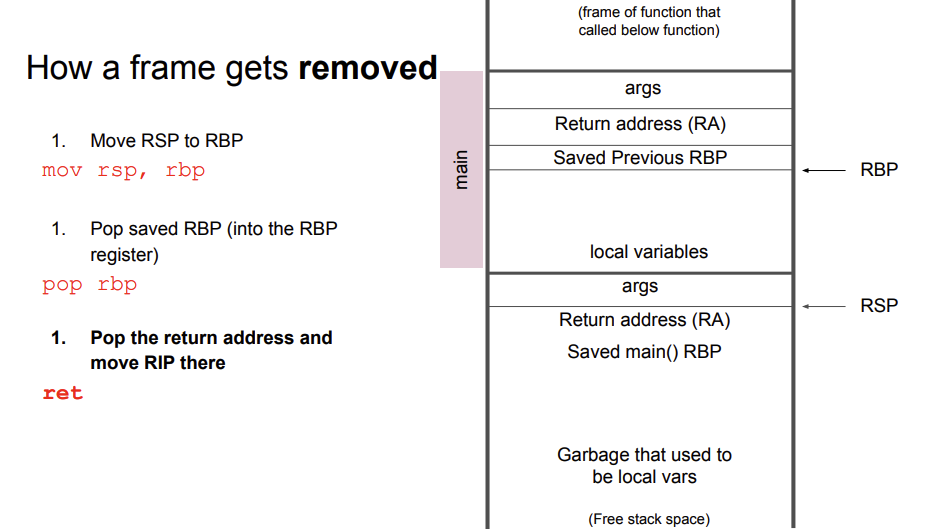 How a frame gets removed
1. Move RSP to RBP
mov rsp, rbp
1. Pop saved RBP (into the RBP
register)
pop rbp
1. Pop the return address and
move RIP there
ret
main
(frame of function that
called below function)
args
Return address (RA)
Saved Previous RBP
RBP
local variables
args
RSP
Return address (RA)
Saved main() RBP
Garbage that used to
be local vars
(Free stack space)